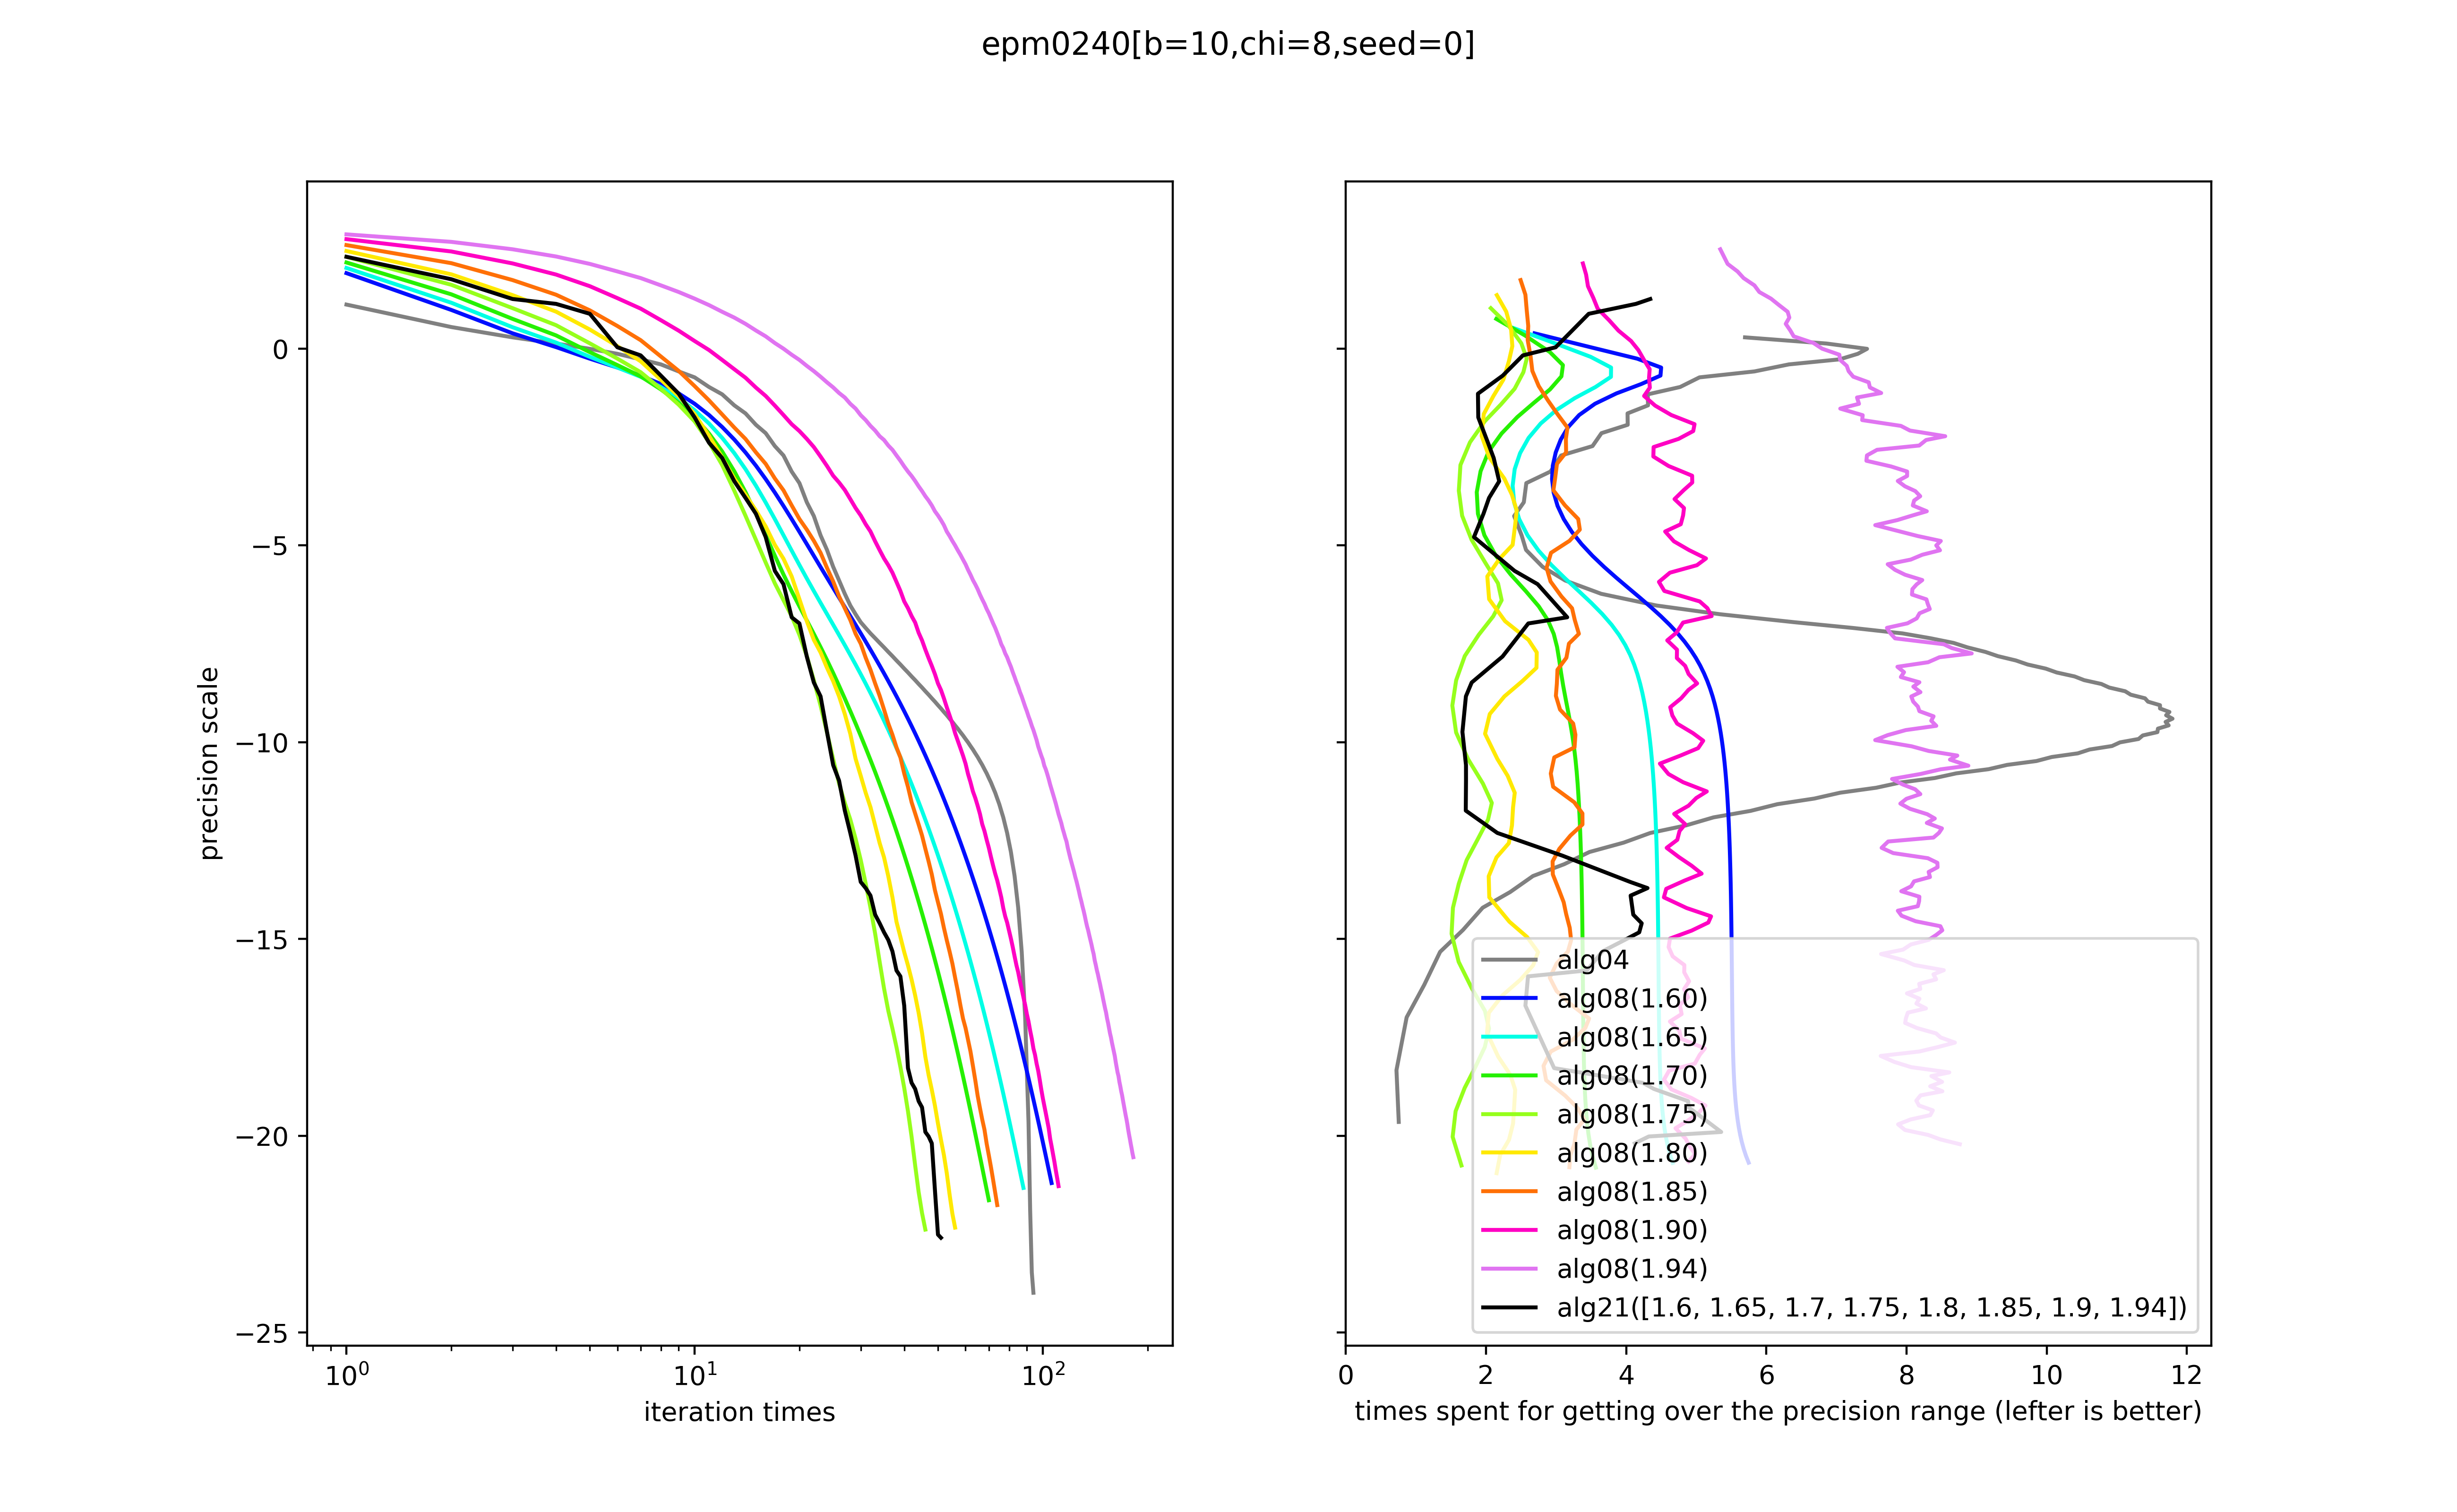 epm0240[b=10,chi=8,seed=0]
precision scale
0
−5
−10
−15
−20
−25
10⁰
10¹
10²
iteration times
0 2 4 6 8 10 12
times spent for getting over the precision range (lefter is better)
alg04
alg08(1.60)
alg08(1.65)
alg08(1.70)
alg08(1.75)
alg08(1.80)
alg08(1.85)
alg08(1.90)
alg08(1.94)
alg21([1.6, 1.65, 1.7, 1.75, 1.8, 1.85, 1.9, 1.94])